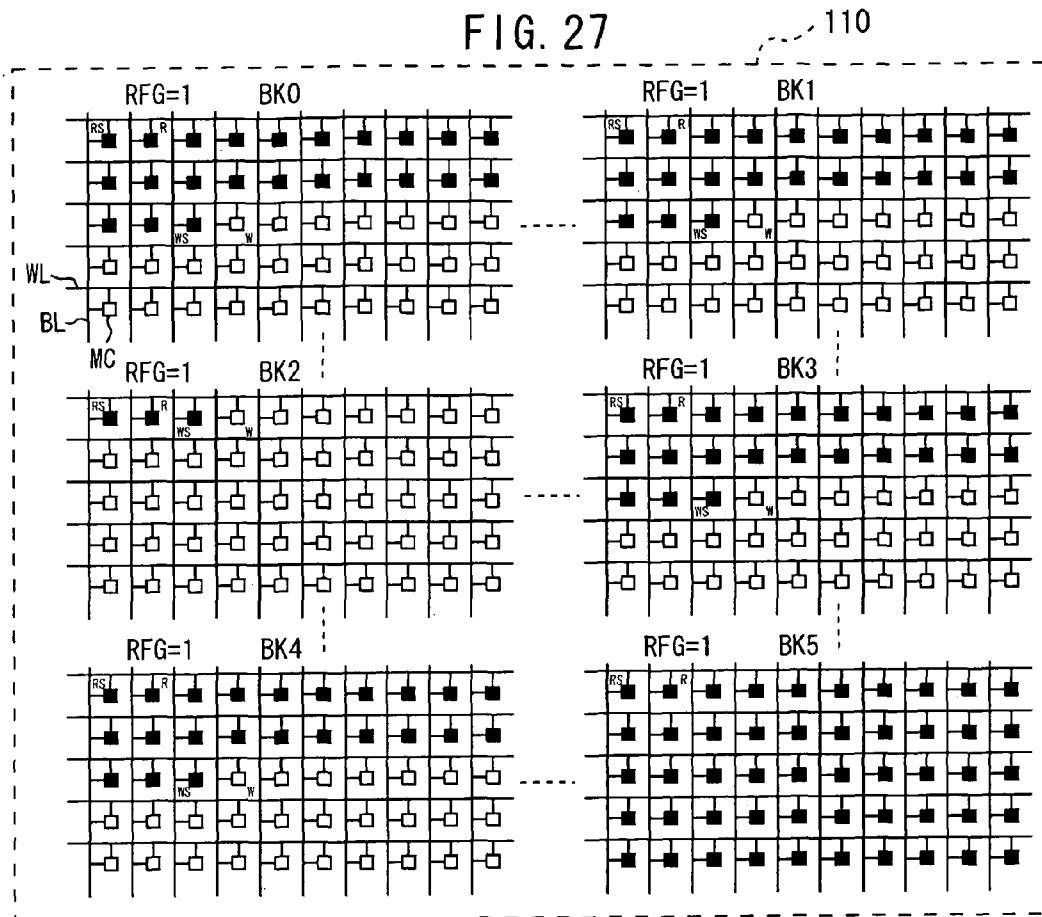 FIG. 27
110
RFG=1 BK0
RS R
WS W
WL
BL
MC
RFG=1 BK1
RS R
WS W
RFG=1 BK2
RS R
WS W
RFG=1 BK3
RS R
WS W
RFG=1 BK4
RS R
WS W
RFG=1 BK5
RS R